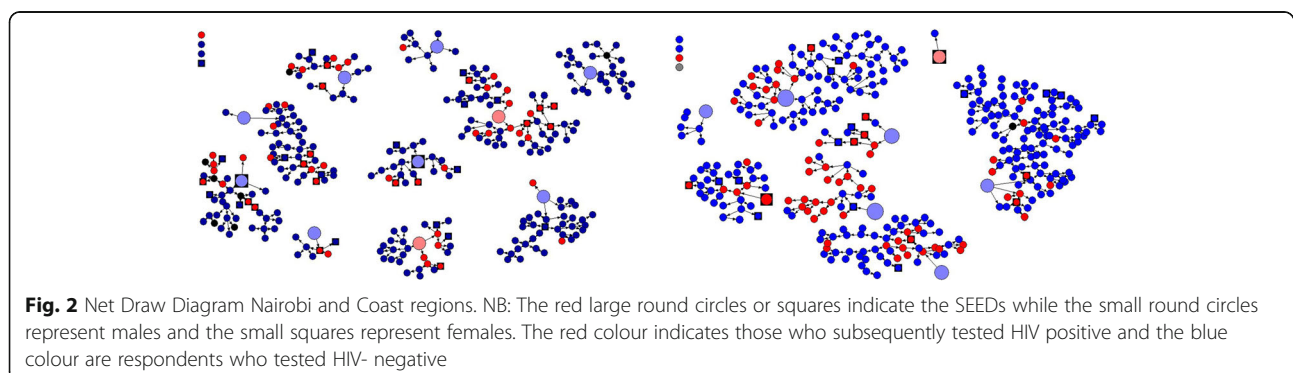 Fig. 2 Net Draw Diagram Nairobi and Coast regions. NB: The red large round circles or squares indicate the SEEDs while the small round circles
represent males and the small squares represent females. The red colour indicates those who subsequently tested HIV positive and the blue
colour are respondents who tested HIV- negative